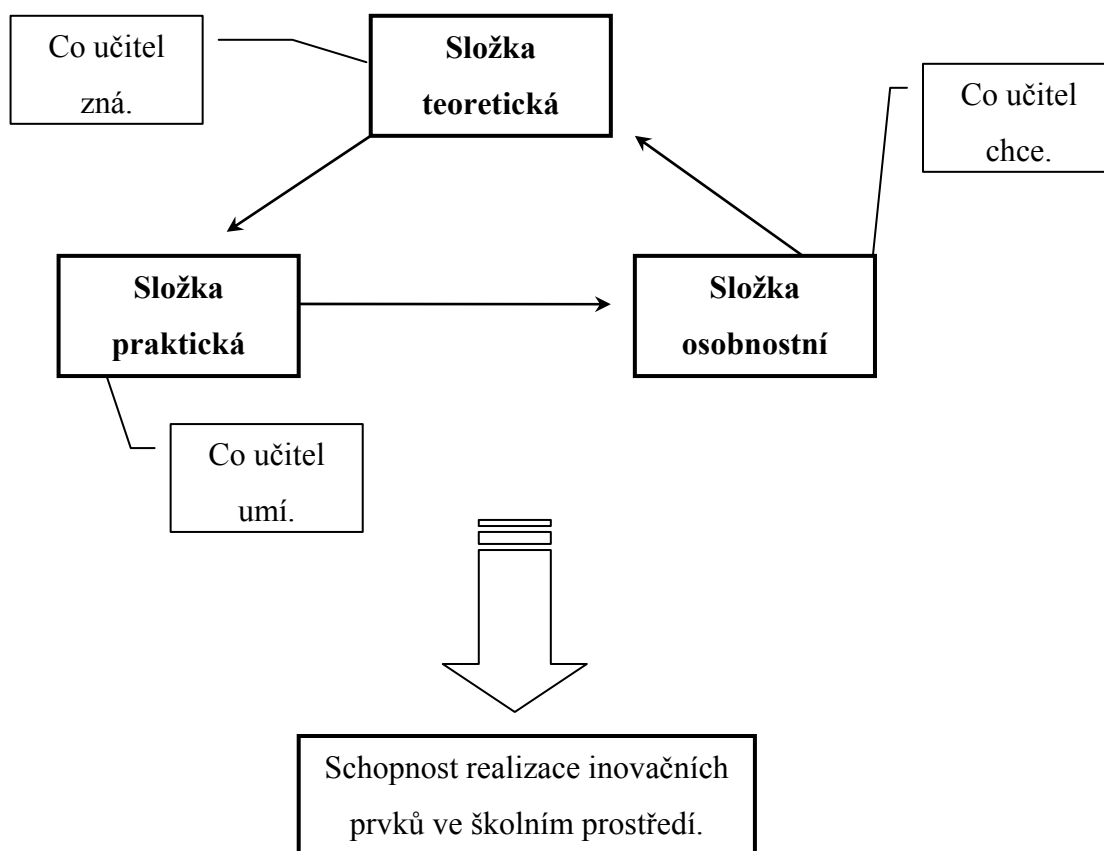 Co učitel
zná.
Složka
teoretická
Co učitel
chce.
Složka
praktická
Složka
osobnostní
Co učitel
umí.
Schopnost realizace inovačních
prvků ve školním prostředí.